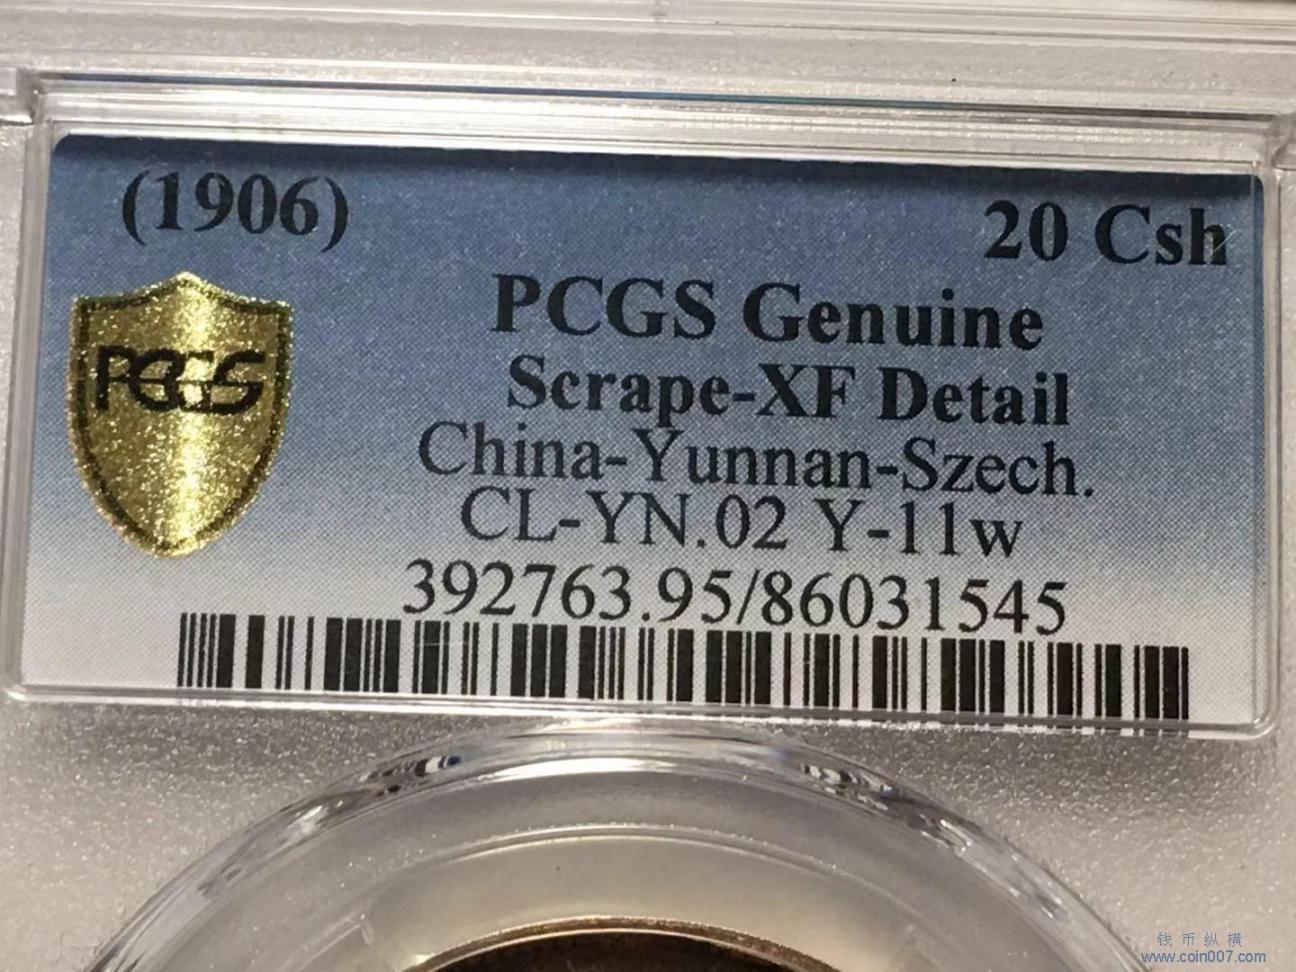 (1906) 20 Csh
PCGS Genuine
PCGS
Scrape-XF Detail
China-Yunnan-Szech.
CL-YN.02 Y-11w
392763.95/86031545
钱币纵横
www.coin007.com